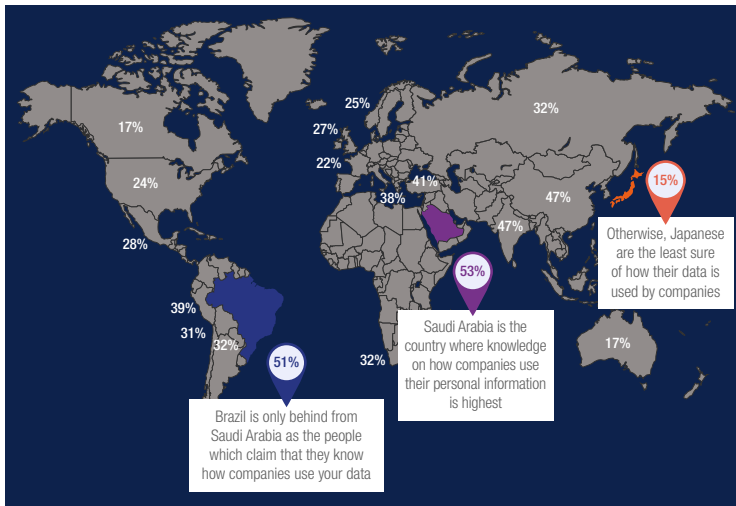 25%
32%
17%
27%
22%
24%
41%
15%
47%
38%
47%
28%
Otherwise, Japanese
are the least sure
of how their data is
used by companies
53%
39%
31%
32%
51%
32%
17%
Saudi Arabia is the
country where knowledge
on how companies use
their personal information
is highest
Brazil is only behind from
Saudi Arabia as the people
which claim that they know
how companies use your data